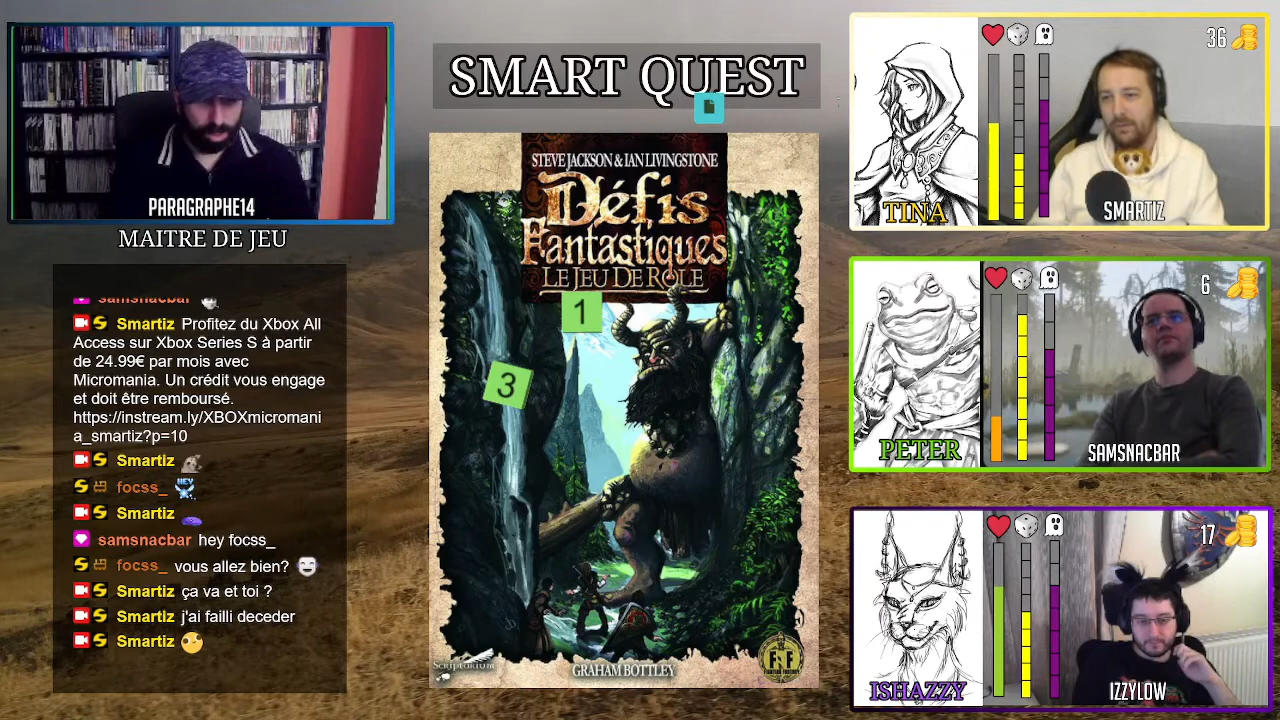 PARAGRAPHE14
MAITRE DE JEU
samsnacbar
Smartiz Profitez du Xbox All
Access sur Xbox Series S à partir
de 24.99€ par mois avec
Micromania. Un crédit vous engage
et doit être remboursé.
https://instream.ly/XBOXmicromani
a_smartiz?p=10
Smartiz
focss_ HEY
Smartiz
samsnacbar hey focss_
focss_ vous allez bien?
Smartiz ça va et toi ?
Smartiz j'ai failli deceder
Smartiz
SMART QUEST
STEVE JACKSON & IAN LIVINGSTONE
Défis
Fantastiques
LE JEU DE RÔLE
1
3
Scriptarium
GRAHAM BOTTLEY
FF
36
TINA
SMARTIZ
6
PETER
SAMSNACBAR
17
ISHAZZY
IZZYLOW